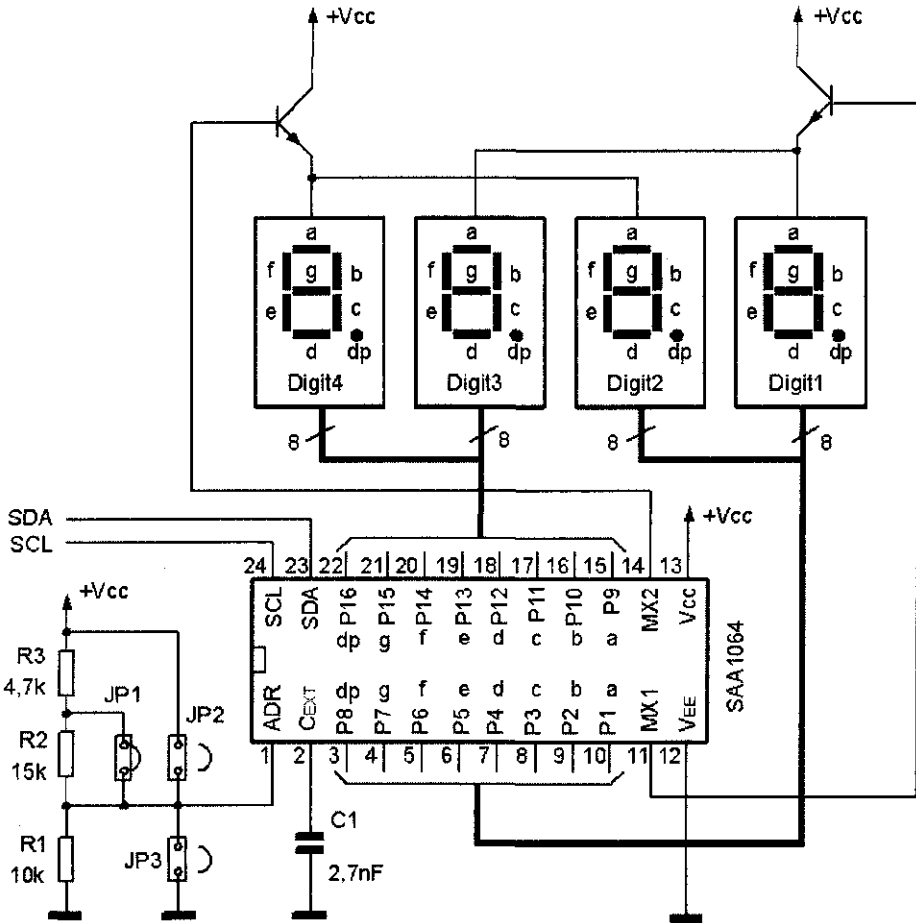 +Vcc +Vcc
a a a a
f g b f g b f g b f g b
e c e c e c e c
d dp d dp d dp d dp
Digit4 Digit3 Digit2 Digit1
8 8 8 8
SDA
SCL
+Vcc
24 23 22 21 20 19 18 17 16 15 14 13
SCL SDA P16 P15 P14 P13 P12 P11 P10 P9 MX2 Vcc
dp g f e d c b a
SAA1064
dp g f e d c b a
ADR CEXT P8 P7 P6 P5 P4 P3 P2 P1 MX1 VEE
1 2 3 4 5 6 7 8 9 10 11 12
+Vcc
R3
4,7k
JP1
JP2
R2
15k
R1
10k
JP3
C1
2,7nF